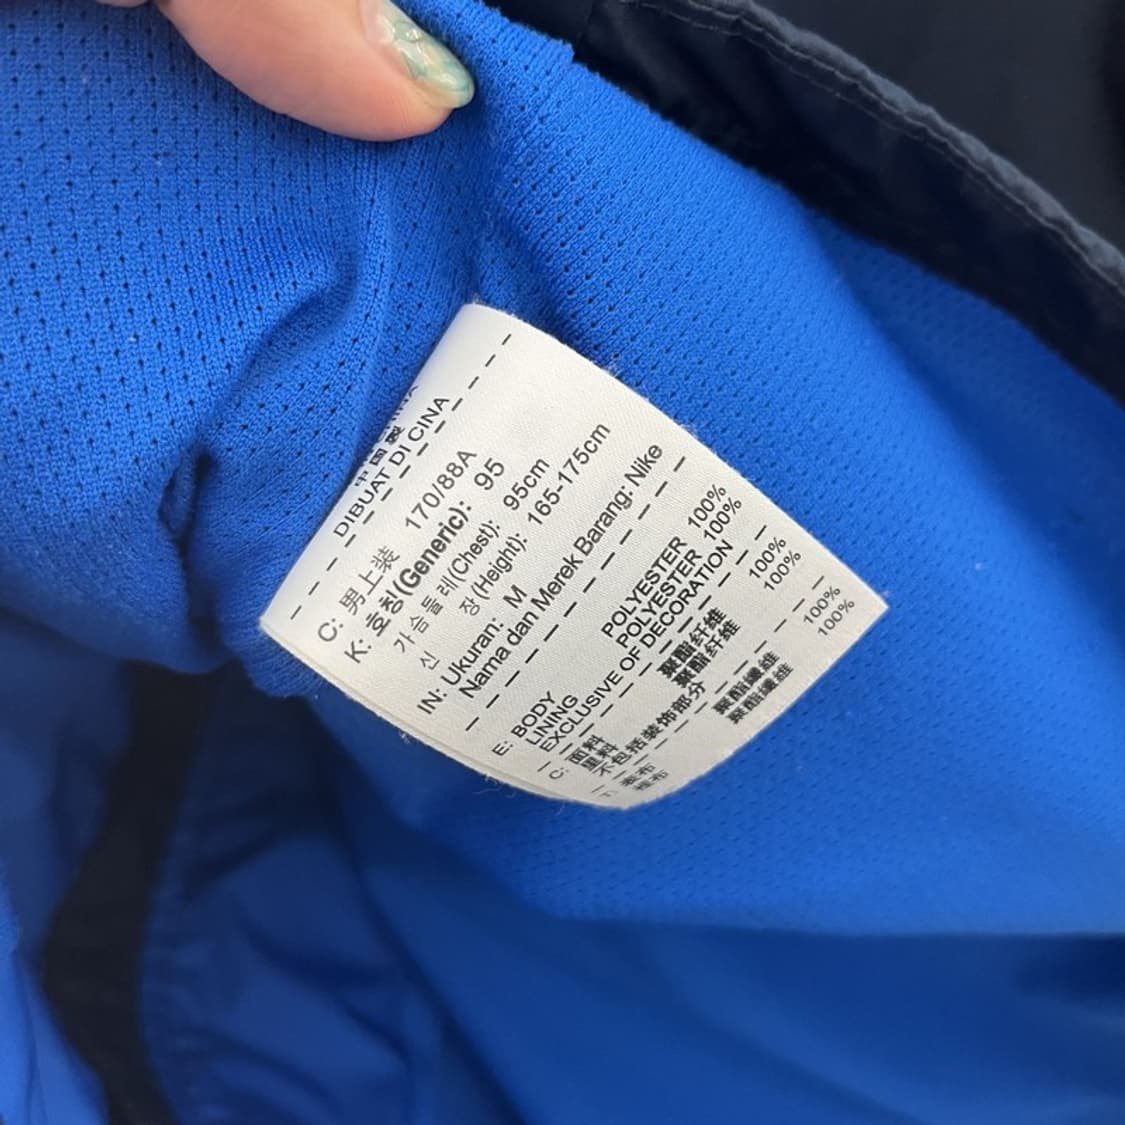 中国製
DIBUAT DI CINA
C: 男上装 170/88A
K: 호칭(Generic): 95
가슴둘레(Chest): 95cm
신 장(Height): 165-175cm
IN: Ukuran: M
Nama dan Merek Barang: Nike
E: BODY POLYESTER 100%
LINING POLYESTER 100%
EXCLUSIVE OF DECORATION
C: 面料 聚酯纤维 100%
里料 聚酯纤维 100%
不包括装饰部分
表布 聚酯纖維 100%
裡布 聚酯纖維 100%